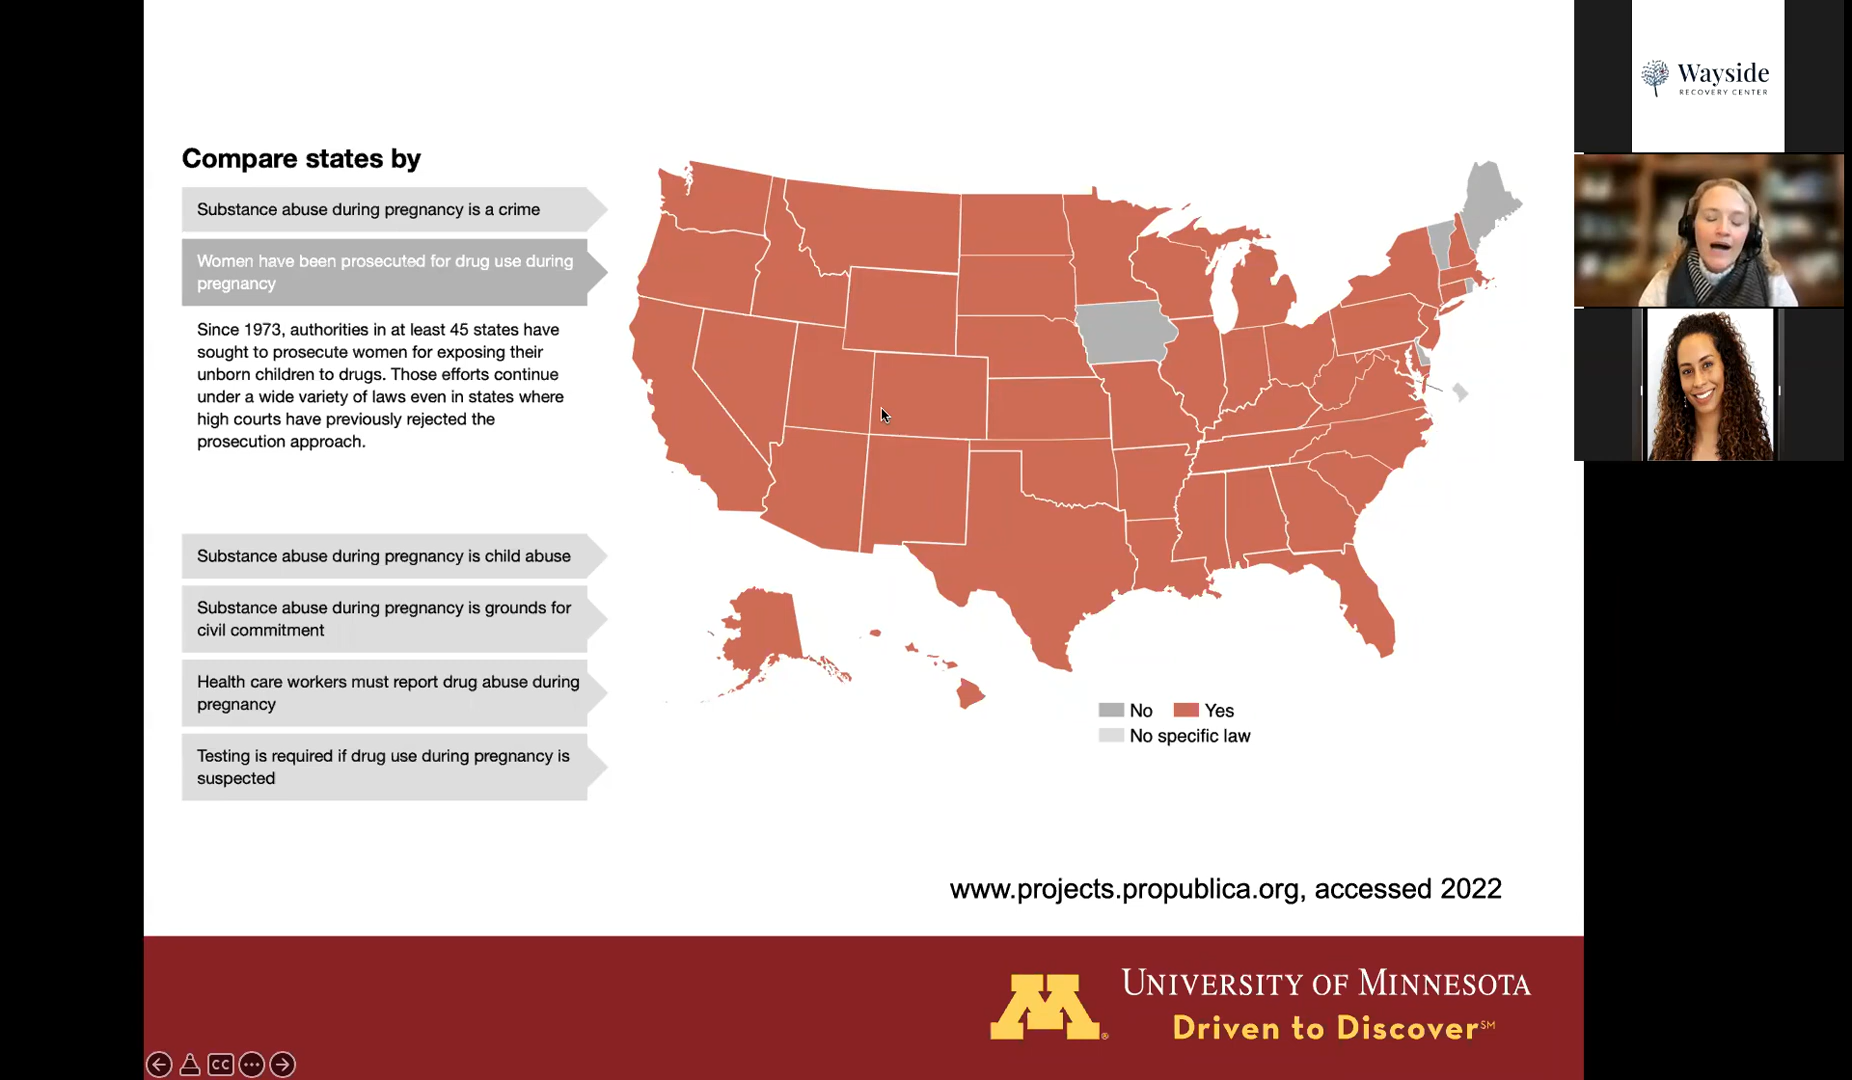 Compare states by
Substance abuse during pregnancy is a crime
Women have been prosecuted for drug use during
pregnancy
Since 1973, authorities in at least 45 states have
sought to prosecute women for exposing their
unborn children to drugs. Those efforts continue
under a wide variety of laws even in states where
high courts have previously rejected the
prosecution approach.
Substance abuse during pregnancy is child abuse
Substance abuse during pregnancy is grounds for
civil commitment
Health care workers must report drug abuse during
pregnancy
Testing is required if drug use during pregnancy is
suspected
No Yes
No specific law
www.projects.propublica.org, accessed 2022
M®
UNIVERSITY OF MINNESOTA
Driven to Discover℠
CC
Wayside
RECOVERY CENTER